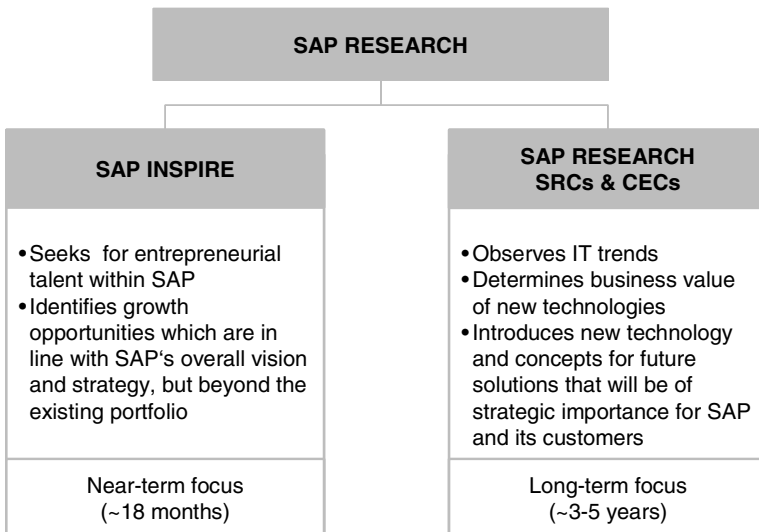 SAP RESEARCH
SAP INSPIRE
•Seeks  for entrepreneurial
talent within SAP
•Identifies growth
opportunities which are in
line with SAP‘s overall vision
and strategy, but beyond the
existing portfolio
Near-term focus
(~18 months)
SAP RESEARCH
SRCs & CECs
•Observes IT trends
•Determines business value
of new technologies
•Introduces new technology
and concepts for future
solutions that will be of
strategic importance for SAP
and its customers
Long-term focus
(~3-5 years)